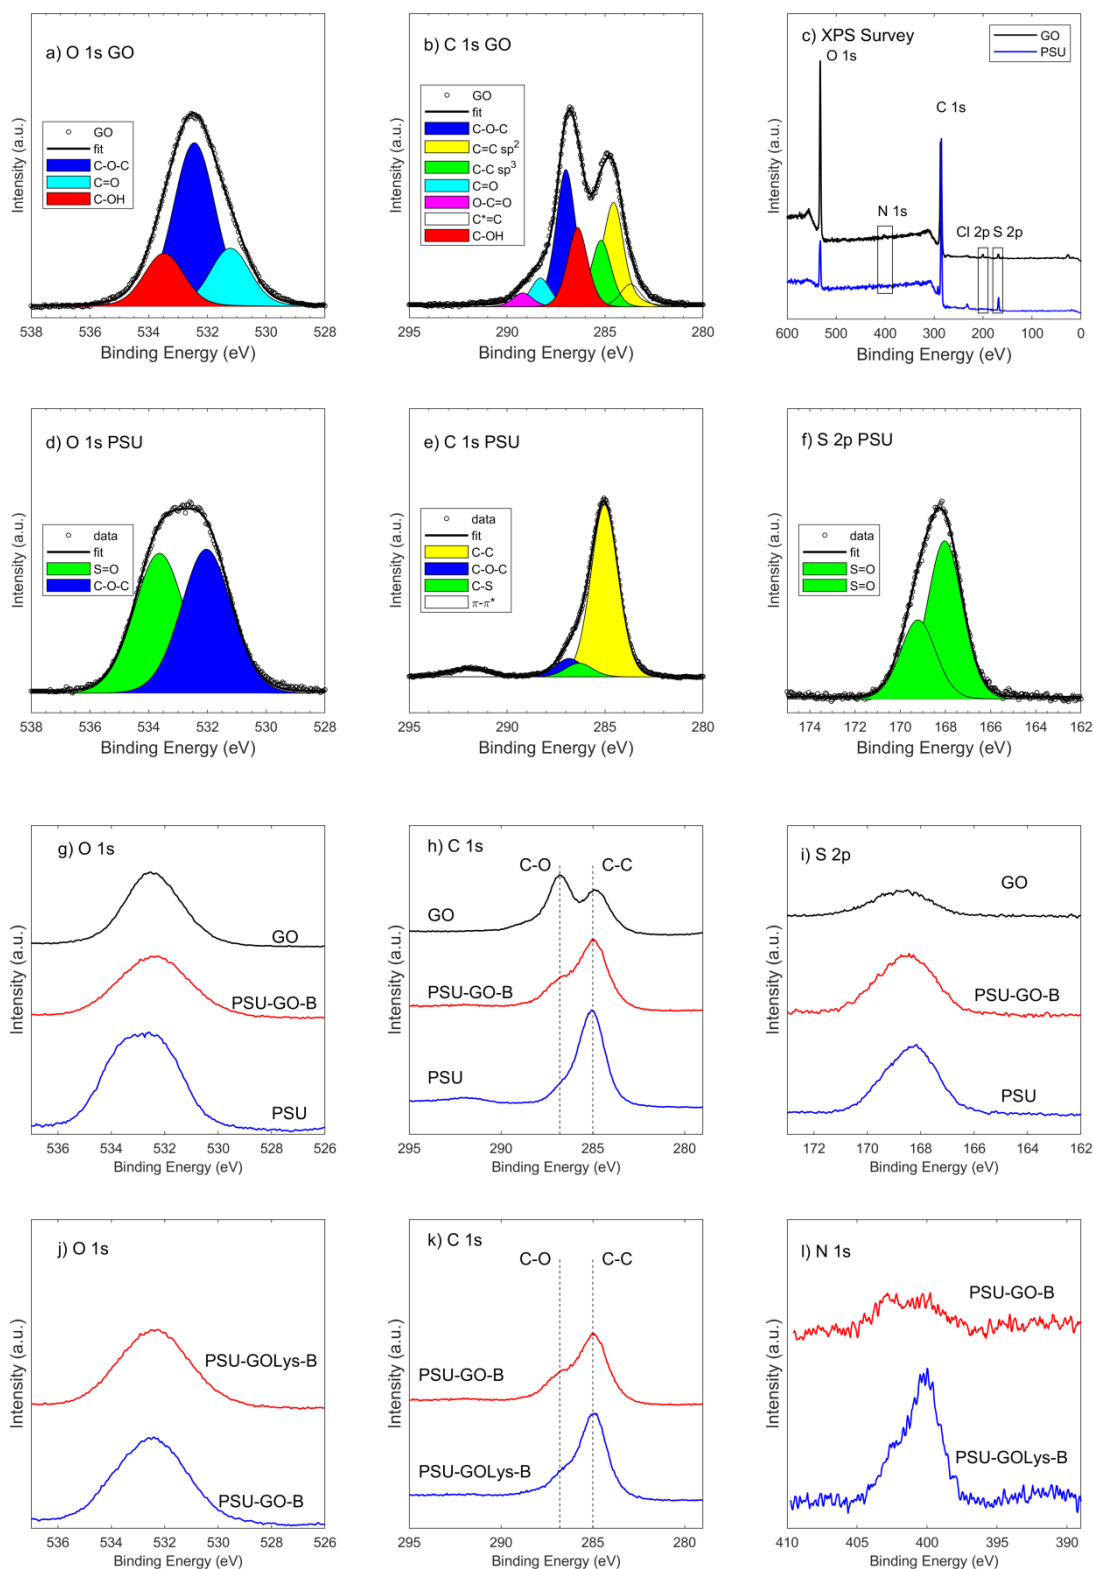 a) O 1s GO
GO
fit
C-O-C
C=O
C-OH
Intensity (a.u.)
538 536 534 532 530 528
Binding Energy (eV)
b) C 1s GO
GO
fit
C-O-C
C=C sp2
C-C sp3
C=O
O-C=O
C*=C
C-OH
Intensity (a.u.)
295 290 285 280
Binding Energy (eV)
c) XPS Survey
GO
PSU
O 1s
C 1s
N 1s
Cl 2p S 2p
Intensity (a.u.)
600 500 400 300 200 100 0
Binding Energy (eV)
d) O 1s PSU
data
fit
S=O
C-O-C
Intensity (a.u.)
538 536 534 532 530 528
Binding Energy (eV)
e) C 1s PSU
data
fit
C-C
C-O-C
C-S
π-π*
Intensity (a.u.)
295 290 285 280
Binding Energy (eV)
f) S 2p PSU
data
fit
S=O
S=O
Intensity (a.u.)
174 172 170 168 166 164 162
Binding Energy (eV)
g) O 1s
GO
PSU-GO-B
PSU
Intensity (a.u.)
536 534 532 530 528 526
Binding Energy (eV)
h) C 1s
C-O C-C
GO
PSU-GO-B
PSU
Intensity (a.u.)
295 290 285 280
Binding Energy (eV)
i) S 2p
GO
PSU-GO-B
PSU
Intensity (a.u.)
172 170 168 166 164 162
Binding Energy (eV)
j) O 1s
PSU-GOLys-B
PSU-GO-B
Intensity (a.u.)
536 534 532 530 528 526
Binding Energy (eV)
k) C 1s
C-O C-C
PSU-GO-B
PSU-GOLys-B
Intensity (a.u.)
295 290 285 280
Binding Energy (eV)
l) N 1s
PSU-GO-B
PSU-GOLys-B
Intensity (a.u.)
410 405 400 395 390
Binding Energy (eV)